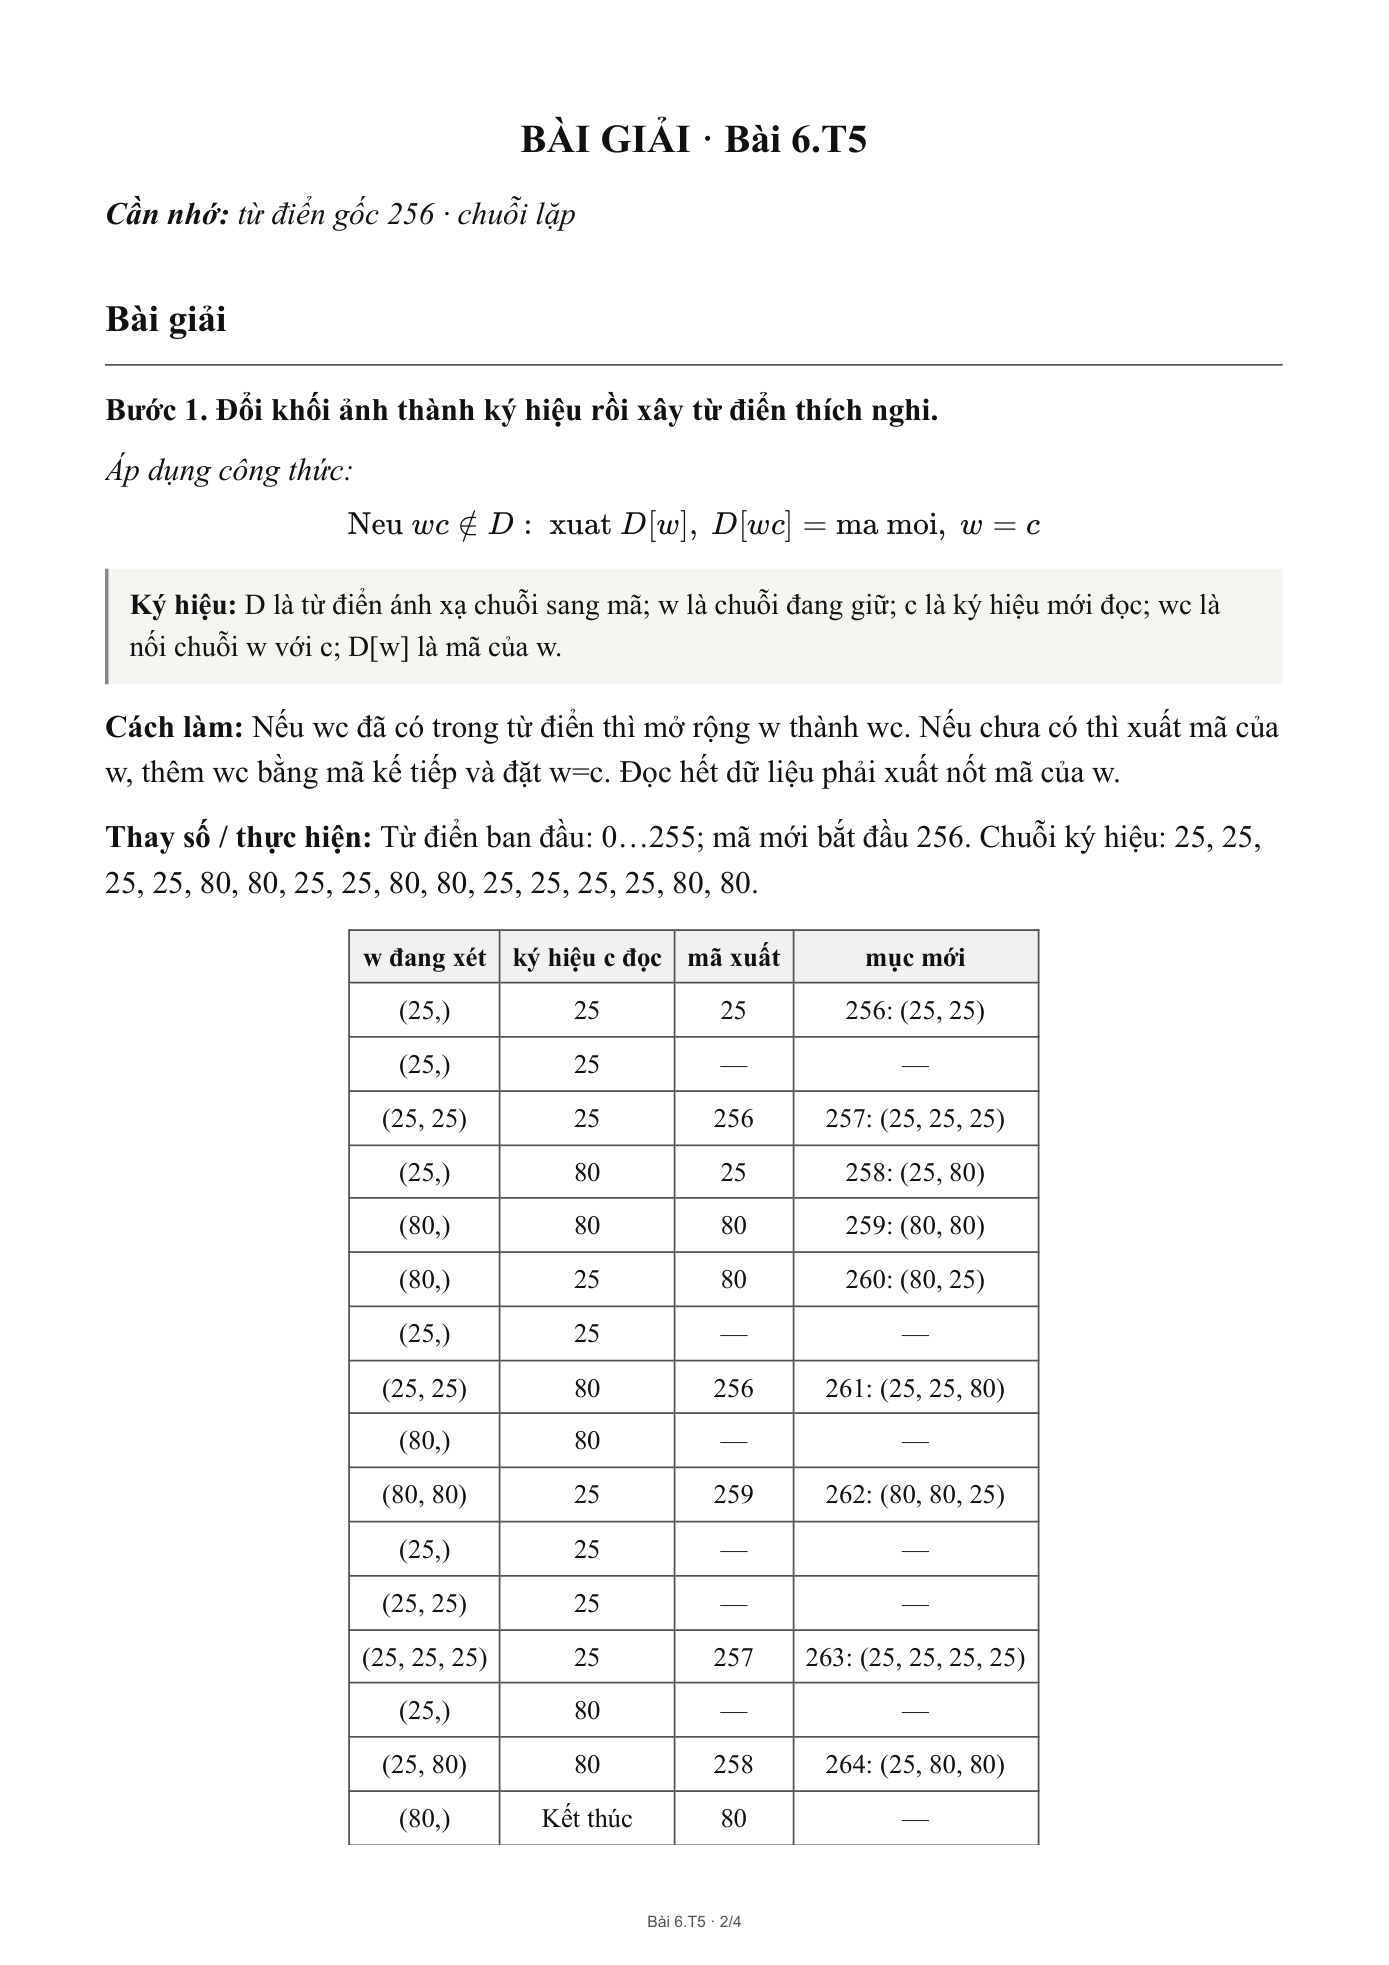 BÀI GIẢI · Bài 6.T5
Cần nhớ: từ điển gốc 256 · chuỗi lặp
Bài giải
Bước 1. Đổi khối ảnh thành ký hiệu rồi xây từ điển thích nghi.
Áp dụng công thức:
Neu wc ∉ D : xuat D[w], D[wc] = ma moi, w = c
Ký hiệu: D là từ điển ánh xạ chuỗi sang mã; w là chuỗi đang giữ; c là ký hiệu mới đọc; wc là
nối chuỗi w với c; D[w] là mã của w.
Cách làm: Nếu wc đã có trong từ điển thì mở rộng w thành wc. Nếu chưa có thì xuất mã của
w, thêm wc bằng mã kế tiếp và đặt w=c. Đọc hết dữ liệu phải xuất nốt mã của w.
Thay số / thực hiện: Từ điển ban đầu: 0…255; mã mới bắt đầu 256. Chuỗi ký hiệu: 25, 25,
25, 25, 80, 80, 25, 25, 80, 80, 25, 25, 25, 25, 80, 80.
w đang xét ký hiệu c đọc mã xuất mục mới
(25,) 25 25 256: (25, 25)
(25,) 25 — —
(25, 25) 25 256 257: (25, 25, 25)
(25,) 80 25 258: (25, 80)
(80,) 80 80 259: (80, 80)
(80,) 25 80 260: (80, 25)
(25,) 25 — —
(25, 25) 80 256 261: (25, 25, 80)
(80,) 80 — —
(80, 80) 25 259 262: (80, 80, 25)
(25,) 25 — —
(25, 25) 25 — —
(25, 25, 25) 25 257 263: (25, 25, 25, 25)
(25,) 80 — —
(25, 80) 80 258 264: (25, 80, 80)
(80,) Kết thúc 80 —
Bài 6.T5 · 2/4